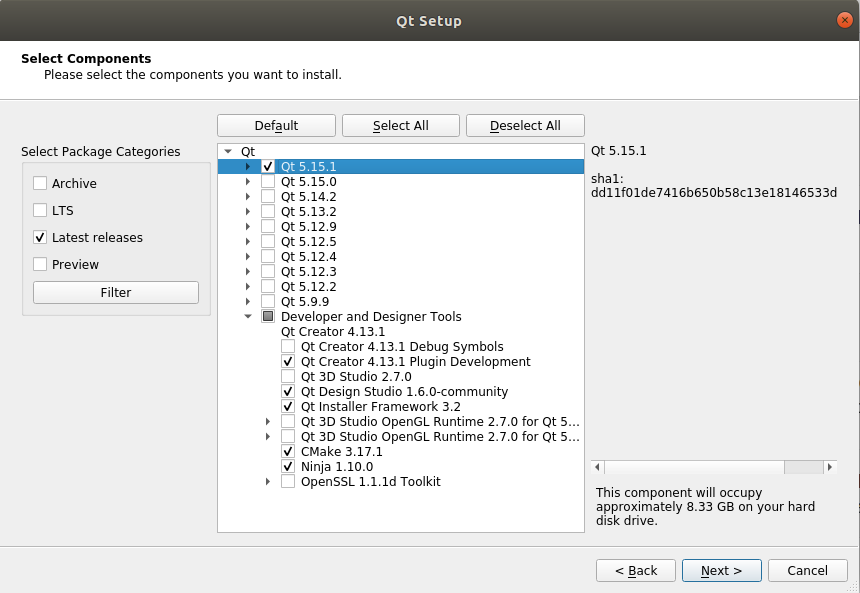 Qt Setup
Select Components
Please select the components you want to install.
Default
Select All
Deselect All
Select Package Categories
Archive
LTS
Latest releases
Preview
Filter
Qt
Qt 5.15.1
Qt 5.15.0
Qt 5.14.2
Qt 5.13.2
Qt 5.12.9
Qt 5.12.5
Qt 5.12.4
Qt 5.12.3
Qt 5.12.2
Qt 5.9.9
Developer and Designer Tools
Qt Creator 4.13.1
Qt Creator 4.13.1 Debug Symbols
Qt Creator 4.13.1 Plugin Development
Qt 3D Studio 2.7.0
Qt Design Studio 1.6.0-community
Qt Installer Framework 3.2
Qt 3D Studio OpenGL Runtime 2.7.0 for Qt 5...
Qt 3D Studio OpenGL Runtime 2.7.0 for Qt 5...
CMake 3.17.1
Ninja 1.10.0
OpenSSL 1.1.1d Toolkit
Qt 5.15.1
sha1:
dd11f01de7416b650b58c13e18146533d
This component will occupy
approximately 8.33 GB on your hard
disk drive.
< Back
Next >
Cancel